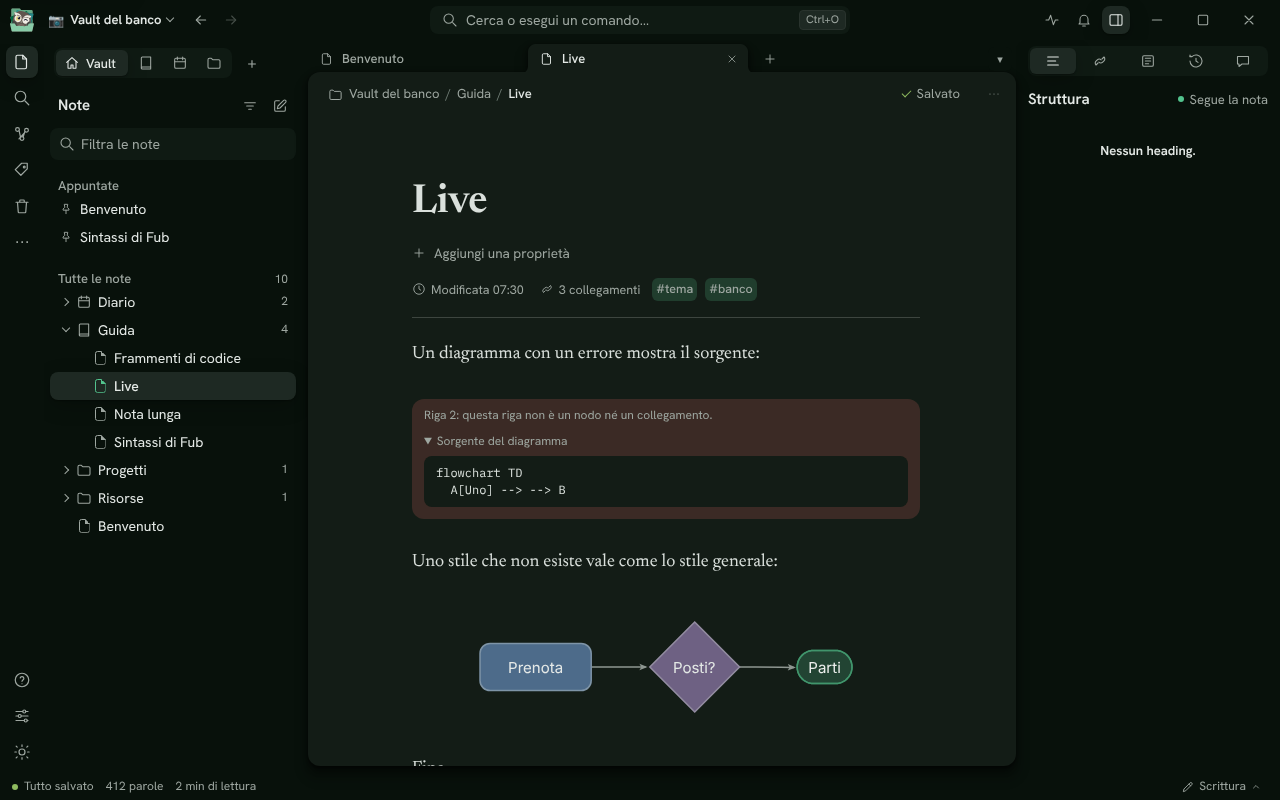 Vault del banco
Cerca o esegui un comando...
Ctrl+O
Vault
Benvenuto
Live
Note
Filtra le note
Appuntate
Benvenuto
Sintassi di Fub
Tutte le note 10
Diario 2
Guida 4
Frammenti di codice
Live
Nota lunga
Sintassi di Fub
Progetti 1
Risorse 1
Benvenuto
Vault del banco / Guida / Live
Salvato
Live
Aggiungi una proprietà
Modificata 07:30 3 collegamenti #tema #banco
Un diagramma con un errore mostra il sorgente:
Riga 2: questa riga non è un nodo né un collegamento.
Sorgente del diagramma
flowchart TD
A[Uno] --> --> B
Uno stile che non esiste vale come lo stile generale:
Prenota
Posti?
Parti
Fine
Struttura
Segue la nota
Nessun heading.
Tutto salvato 412 parole 2 min di lettura
Scrittura